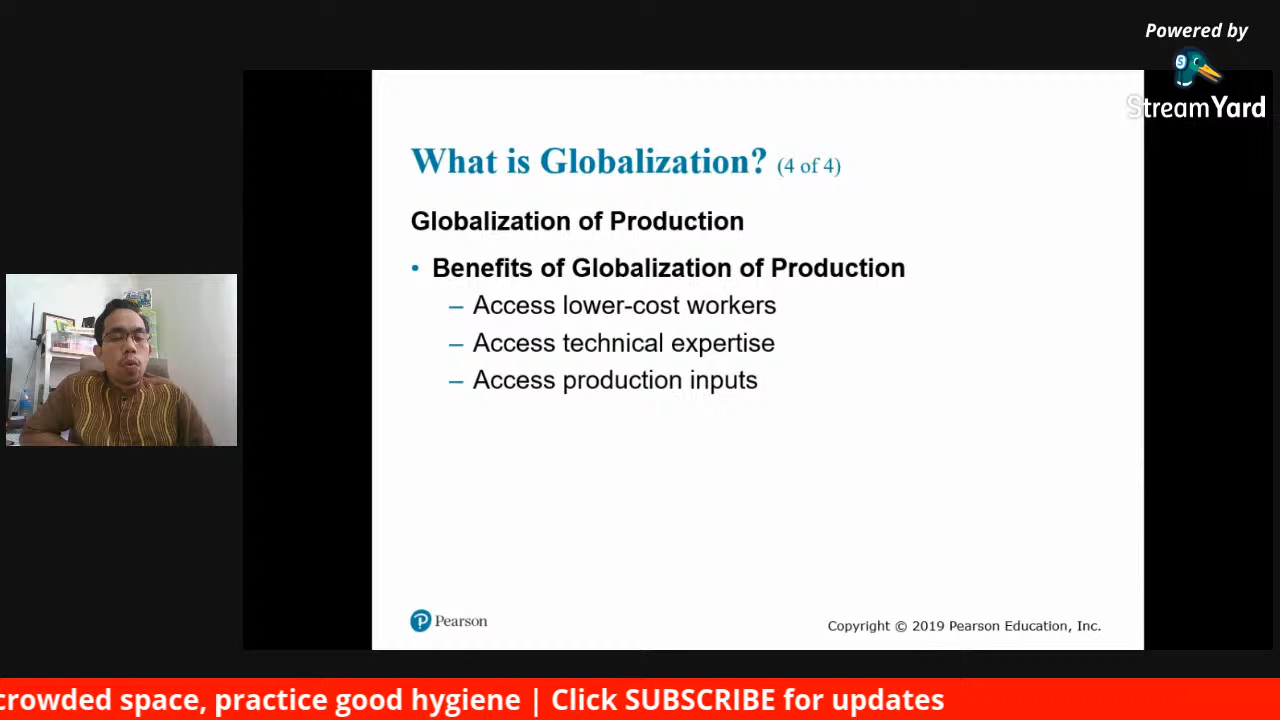 Powered by
StreamYard
What is Globalization? (4 of 4)
Globalization of Production
• Benefits of Globalization of Production
– Access lower-cost workers
– Access technical expertise
– Access production inputs
Pearson
Copyright © 2019 Pearson Education, Inc.
crowded space, practice good hygiene | Click SUBSCRIBE for updates